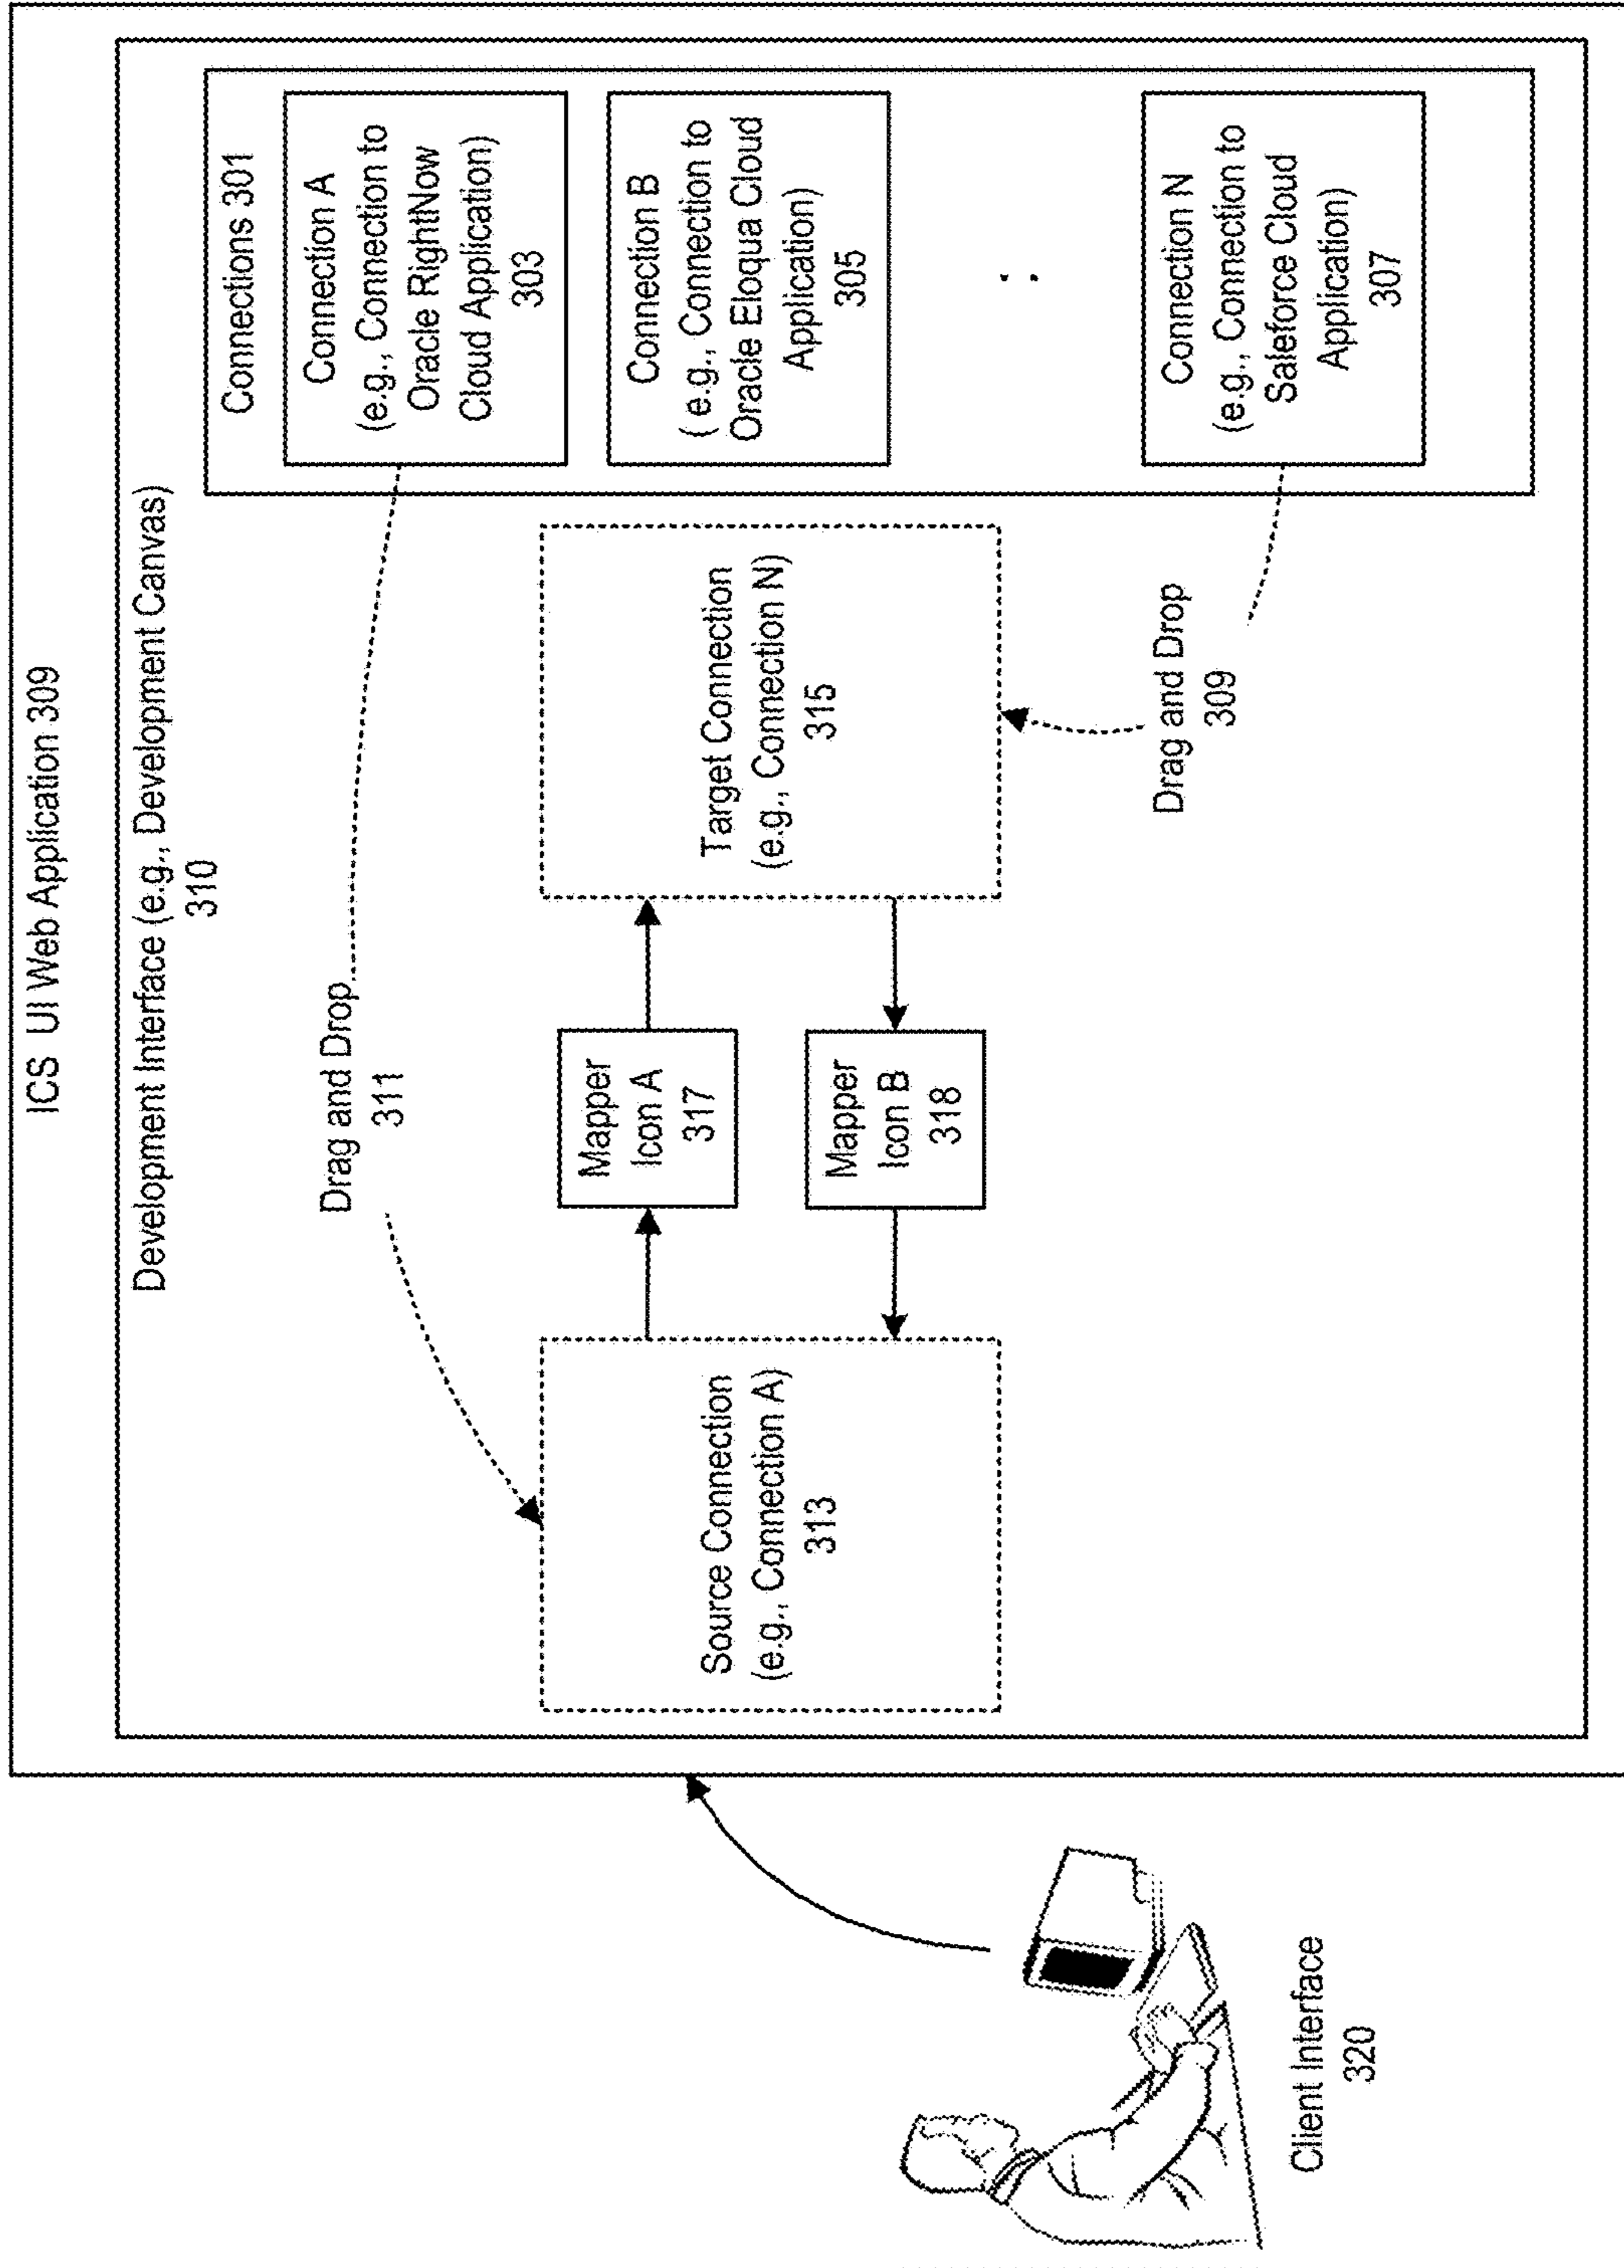 ICS UI Web Application 309
Development Interface (e.g., Development Canvas)
310
Connections 301
Connection A
(e.g., Connection to
Oracle RightNow
Cloud Application)
303
Connection B
( e.g., Connection to
Oracle Eloqua Cloud
Application)
305
Connection N
(e.g., Connection to
Saleforce Cloud
Application)
307
Drag and Drop
311
Source Connection
(e.g., Connection A)
313
Mapper
Icon A
317
Mapper
Icon B
318
Target Connection
(e.g., Connection N)
315
Drag and Drop
309
Client Interface
320